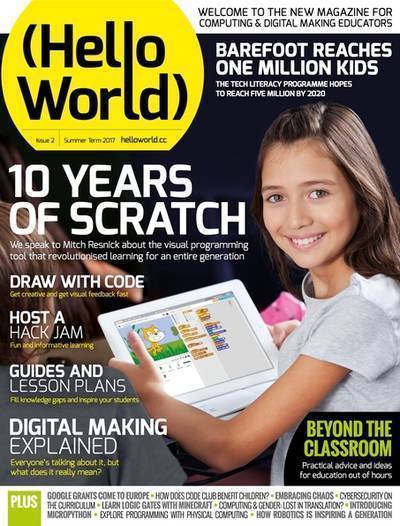 WELCOME TO THE NEW MAGAZINE FOR
COMPUTING & DIGITAL MAKING EDUCATORS
(Hello
World)
Issue 2 | Summer Term 2017 | helloworld.cc
BAREFOOT REACHES
ONE MILLION KIDS
THE TECH LITERACY PROGRAMME HOPES
TO REACH FIVE MILLION BY 2020
10 YEARS
OF SCRATCH
We speak to Mitch Resnick about the visual programming
tool that revolutionised learning for an entire generation
DRAW WITH CODE
Get creative and get visual feedback fast
HOST A
HACK JAM
Fun and informative learning
GUIDES AND
LESSON PLANS
Fill knowledge gaps and inspire your students
DIGITAL MAKING
EXPLAINED
Everyone's talking about it, but
what does it really mean?
BEYOND THE
CLASSROOM
Practical advice and ideas
for education out of hours
PLUS
GOOGLE GRANTS COME TO EUROPE • HOW DOES CODE CLUB BENEFIT CHILDREN? • EMBRACING CHAOS • CYBERSECURITY ON
THE CURRICULUM • LEARN LOGIC GATES WITH MINECRAFT • COMPUTING & GENDER: LOST IN TRANSLATION? • INTRODUCING
MICROPYTHON • EXPLORE PROGRAMMING WITH PHYSICAL COMPUTING • HOW ROBOTICS IS INSPIRING A GENERATION